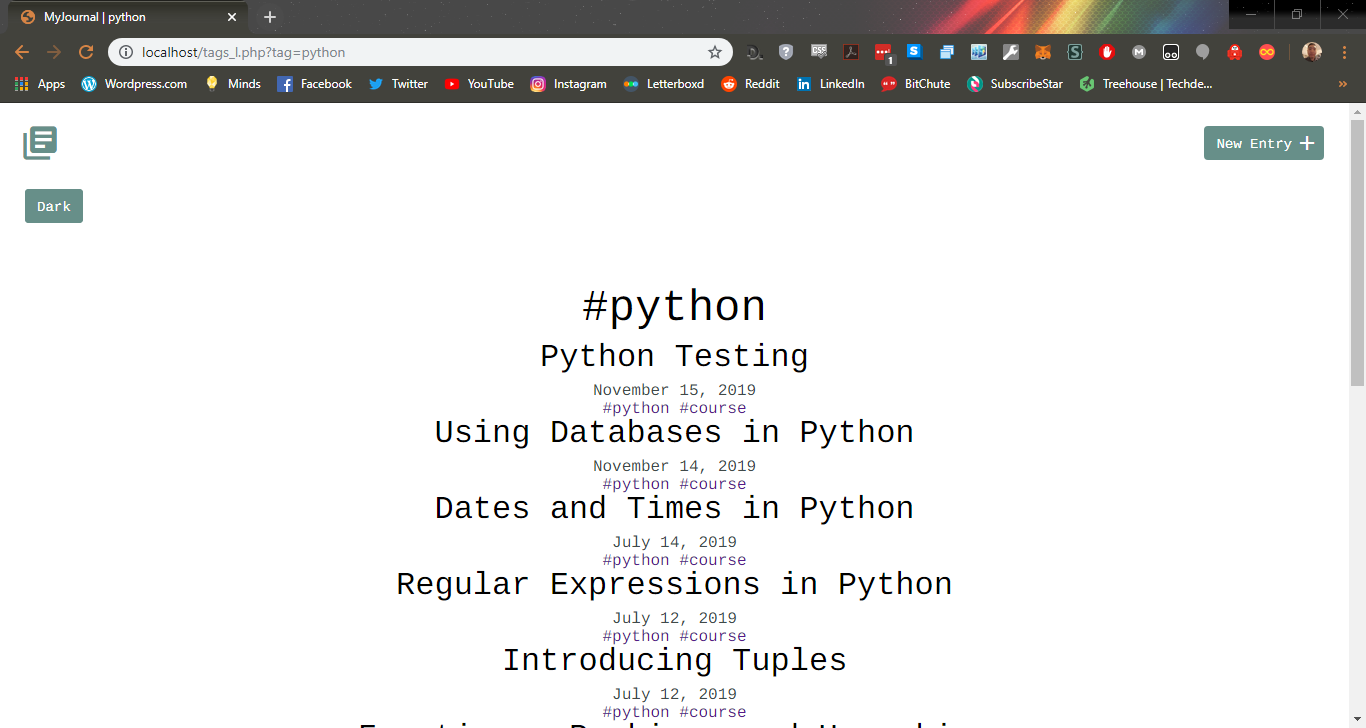 MyJournal | python
localhost/tags_l.php?tag=python
1
Apps Wordpress.com Minds Facebook Twitter YouTube Instagram Letterboxd Reddit LinkedIn BitChute SubscribeStar Treehouse | Techde...
New Entry
Dark
#python
Python Testing
November 15, 2019
#python #course
Using Databases in Python
November 14, 2019
#python #course
Dates and Times in Python
July 14, 2019
#python #course
Regular Expressions in Python
July 12, 2019
#python #course
Introducing Tuples
July 12, 2019
#python #course